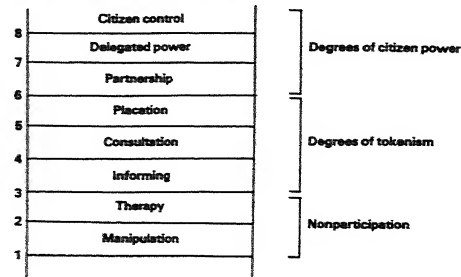 Citizen control
8
Delegated power
Degrees of citizen power
7
Partnership
6
Placation
5
Consultation
Degrees of tokenism
4
Informing
3
Therapy
2
Nonparticipation
Manipulation
1